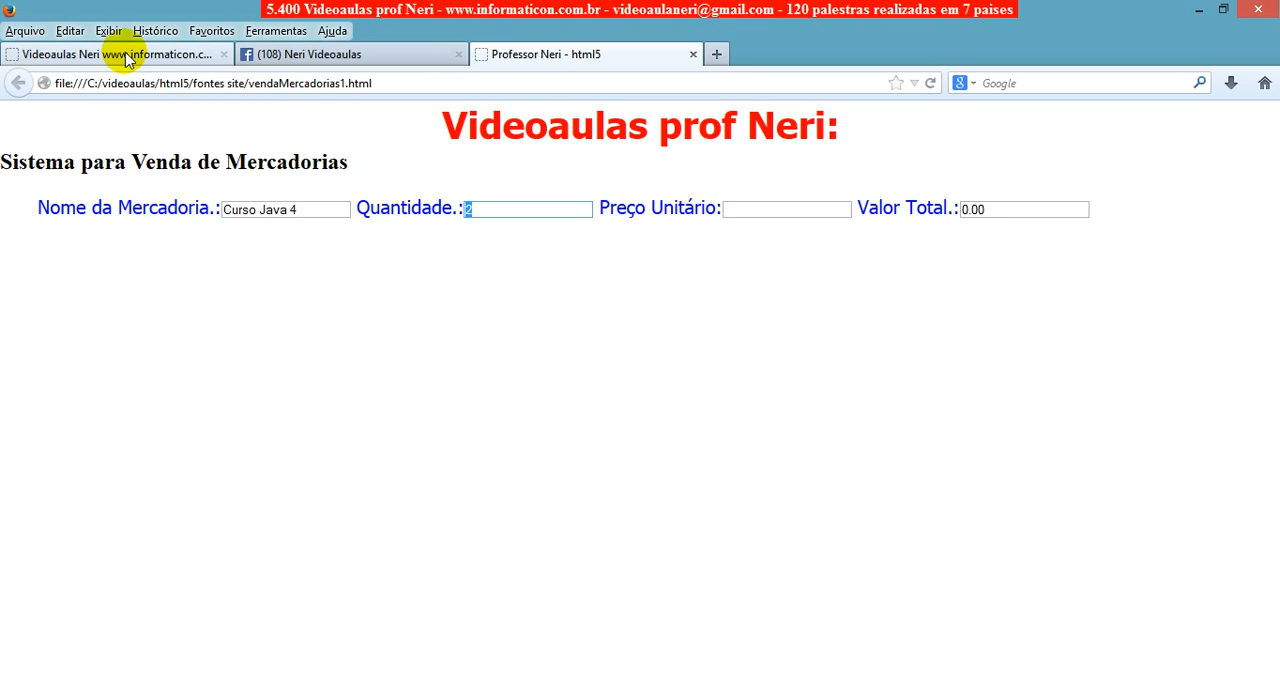 5.400 Videoaulas prof Neri - www.informaticon.com.br - videoaulaneri@gmail.com - 120 palestras realizadas em 7 paises
Arquivo Editar Exibir Histórico Favoritos Ferramentas Ajuda
Videoaulas Neri www.informaticon.c... (108) Neri Videoaulas Professor Neri - html5
file:///C:/videoaulas/html5/fontes site/vendaMercadorias1.html Google
Videoaulas prof Neri:
Sistema para Venda de Mercadorias
Nome da Mercadoria.: Curso Java 4 Quantidade.: 2 Preço Unitário: Valor Total.: 0.00